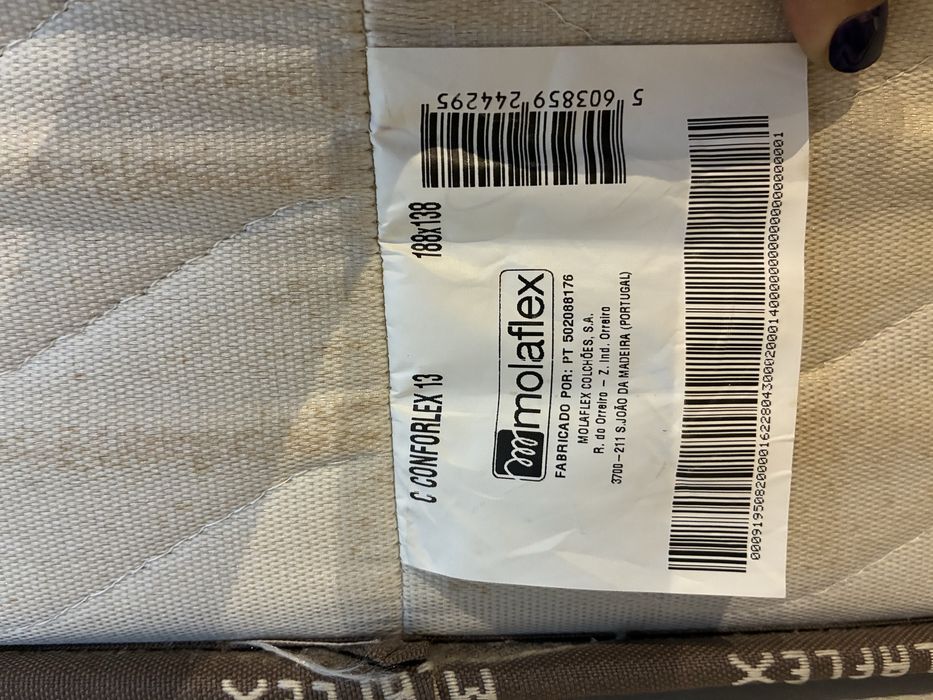 C CONFORLEX 13 188x138
5 603859 244295
molaflex
FABRICADO POR: PT 502088176
MOLAFLEX COLCHÕES, S.A.
R. do Orreiro - Z. Ind. Orreiro
3700-211 S.JOÃO DA MADEIRA (PORTUGAL)
LAFLEX